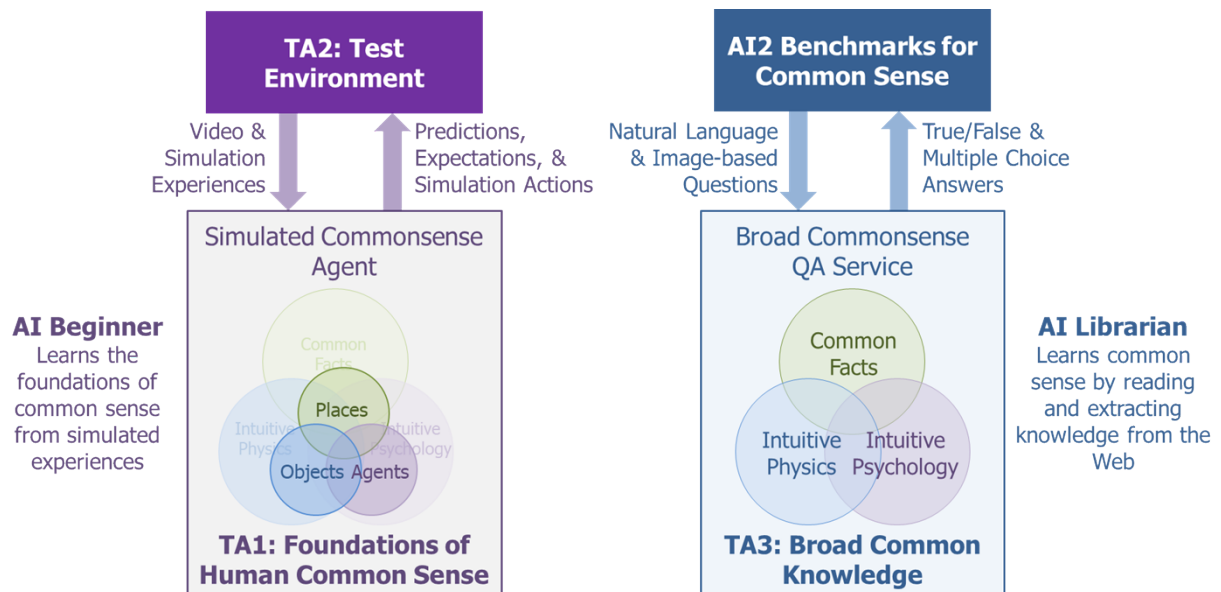 TA2: Test
Environment
AI2 Benchmarks for
Common Sense
Video &
Simulation
Experiences
Predictions,
Expectations, &
Simulation Actions
Natural Language
& Image-based
Questions
True/False &
Multiple Choice
Answers
Simulated Commonsense
Agent
Broad Commonsense
QA Service
AI Beginner
Learns the
foundations of
common sense
from simulated
experiences
Common
Facts
Places
Intuitive
Physics
Intuitive
Psychology
Objects
Agents
TA1: Foundations of
Human Common Sense
Common
Facts
Intuitive
Physics
Intuitive
Psychology
TA3: Broad Common
Knowledge
AI Librarian
Learns common
sense by reading
and extracting
knowledge from the
Web